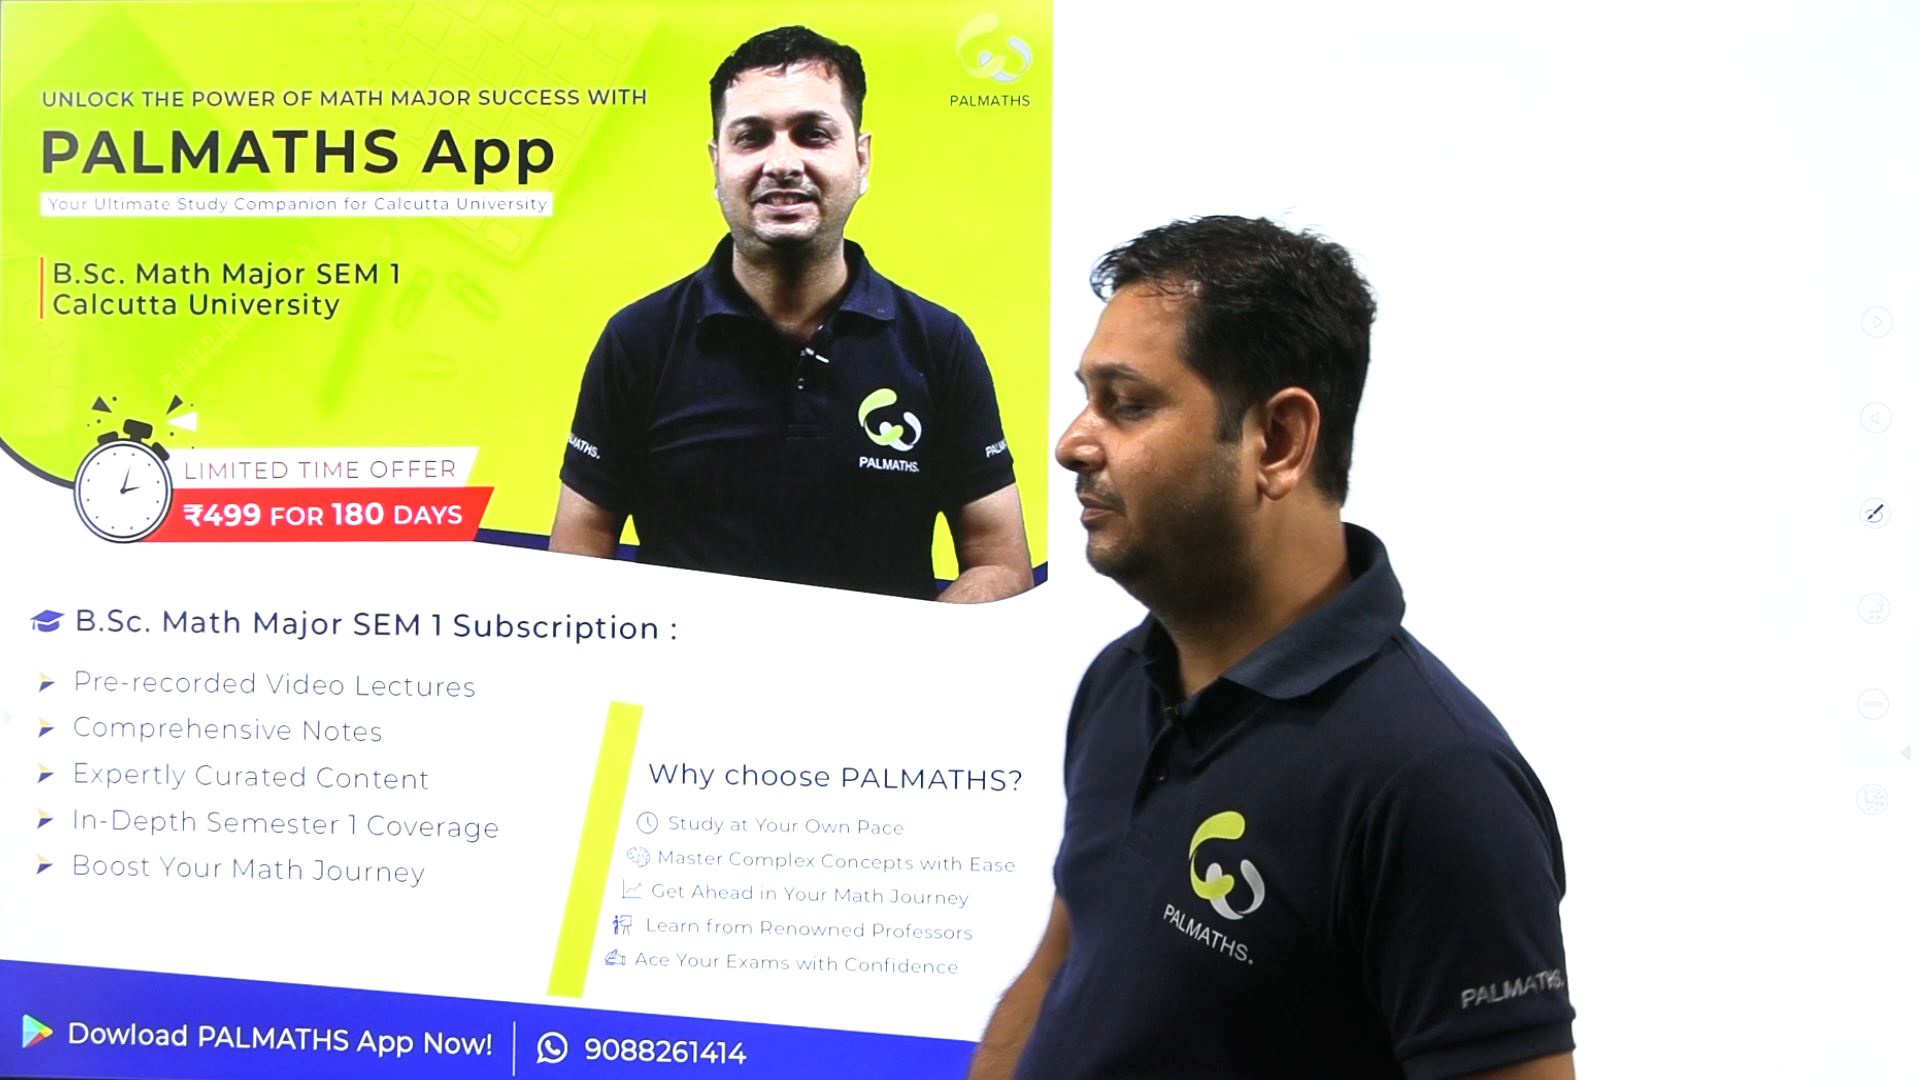 UNLOCK THE POWER OF MATH MAJOR SUCCESS WITH
PALMATHS App
Your Ultimate Study Companion for Calcutta University
B.Sc. Math Major SEM 1
Calcutta University
PALMATHS
LIMITED TIME OFFER
₹499 FOR 180 DAYS
PALMATHS.
B.Sc. Math Major SEM 1 Subscription :
Pre-recorded Video Lectures
Comprehensive Notes
Expertly Curated Content
In-Depth Semester 1 Coverage
Boost Your Math Journey
Why choose PALMATHS?
Study at Your Own Pace
Master Complex Concepts with Ease
Get Ahead in Your Math Journey
Learn from Renowned Professors
Ace Your Exams with Confidence
Dowload PALMATHS App Now!
9088261414
PALMATHS.
PALMATHS.